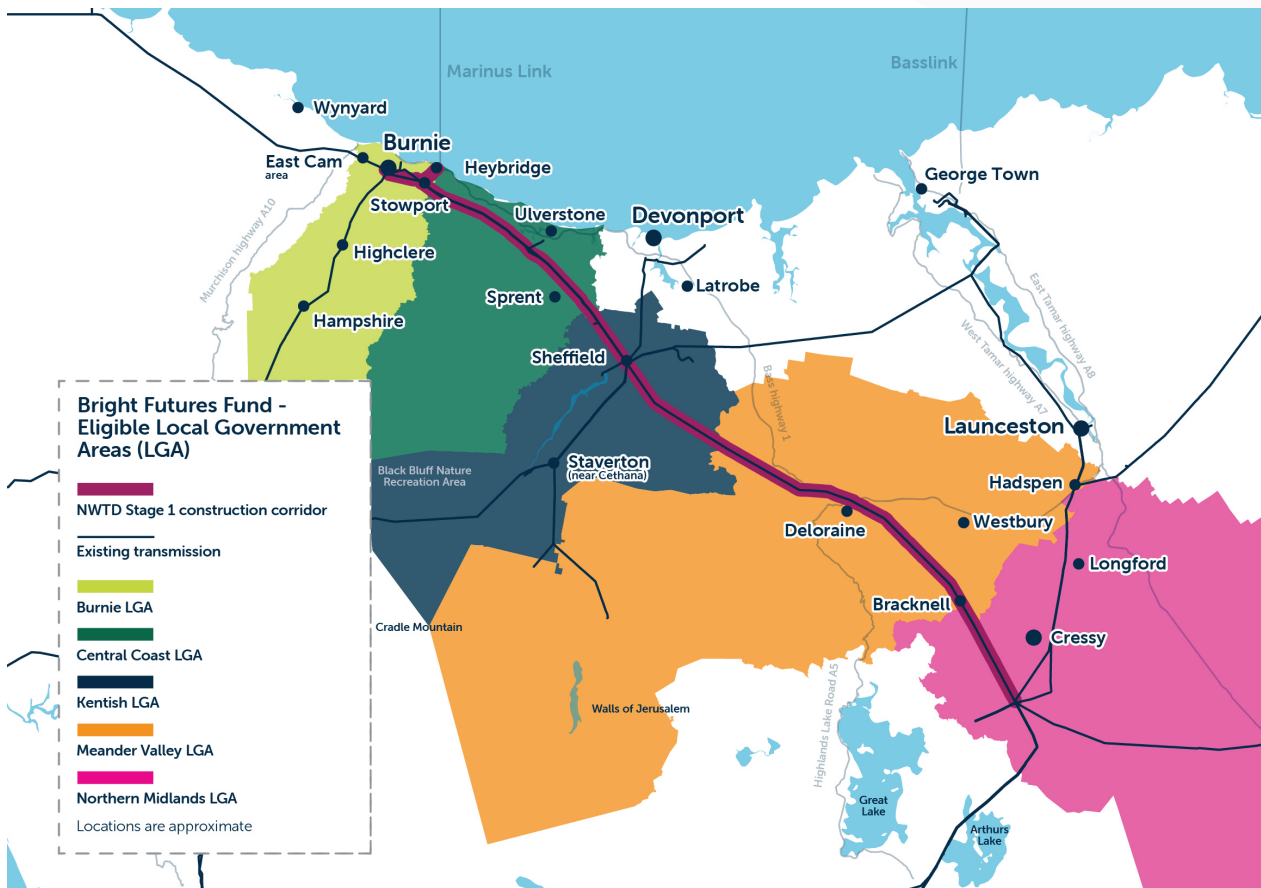 Marinus Link
Basslink
Wynyard
Burnie
East Cam
area
Heybridge
George Town
Stowport
Ulverstone
Devonport
Murchison highway A10
Highclere
Latrobe
Sprent
East Tamar highway A8
Hampshire
West Tamar highway A7
Sheffield
Bass highway 1
Bright Futures Fund -
Eligible Local Government
Areas (LGA)
NWTD Stage 1 construction corridor
Existing transmission
Burnie LGA
Central Coast LGA
Kentish LGA
Meander Valley LGA
Northern Midlands LGA
Locations are approximate
Launceston
Black Bluff Nature
Recreation Area
Staverton
(near Cethana)
Hadspen
Deloraine
Westbury
Longford
Bracknell
Cradle Mountain
Cressy
Walls of Jerusalem
Highlands Lake Road A5
Great
Lake
Arthurs
Lake